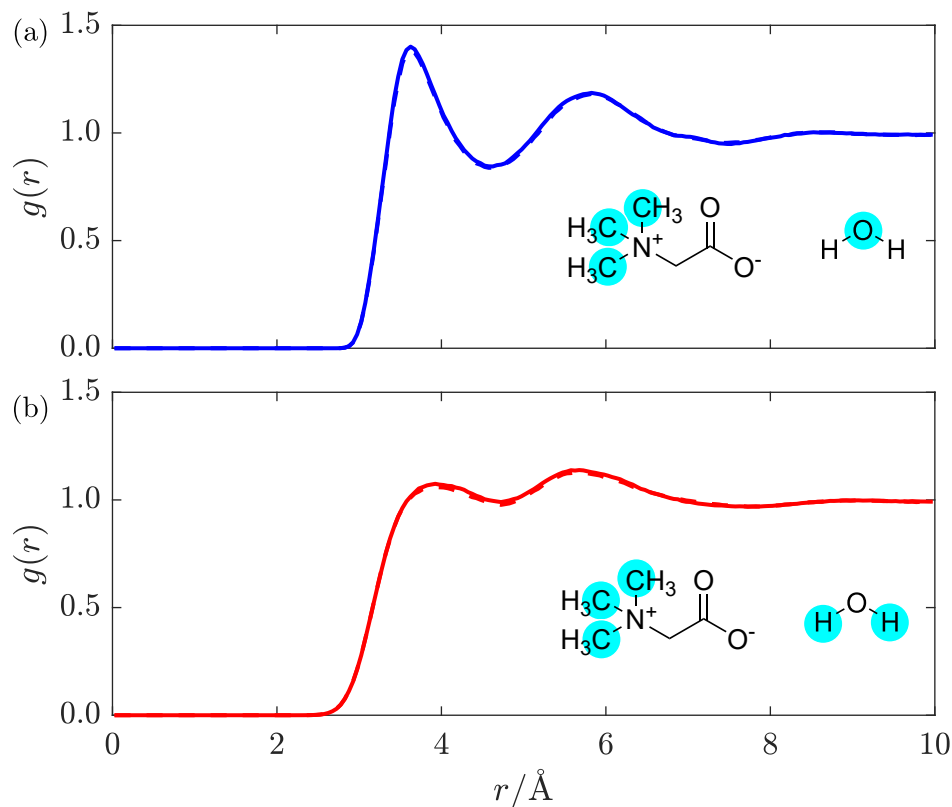 (a)
1.5
1.0
0.5
0.0
g(r)
CH₃
H₃C
H₃C
N⁺
O
O⁻
O
H H
(b)
1.5
1.0
0.5
0.0
g(r)
CH₃
H₃C
H₃C
N⁺
O
O⁻
O
H H
0 2 4 6 8 10
r/Å